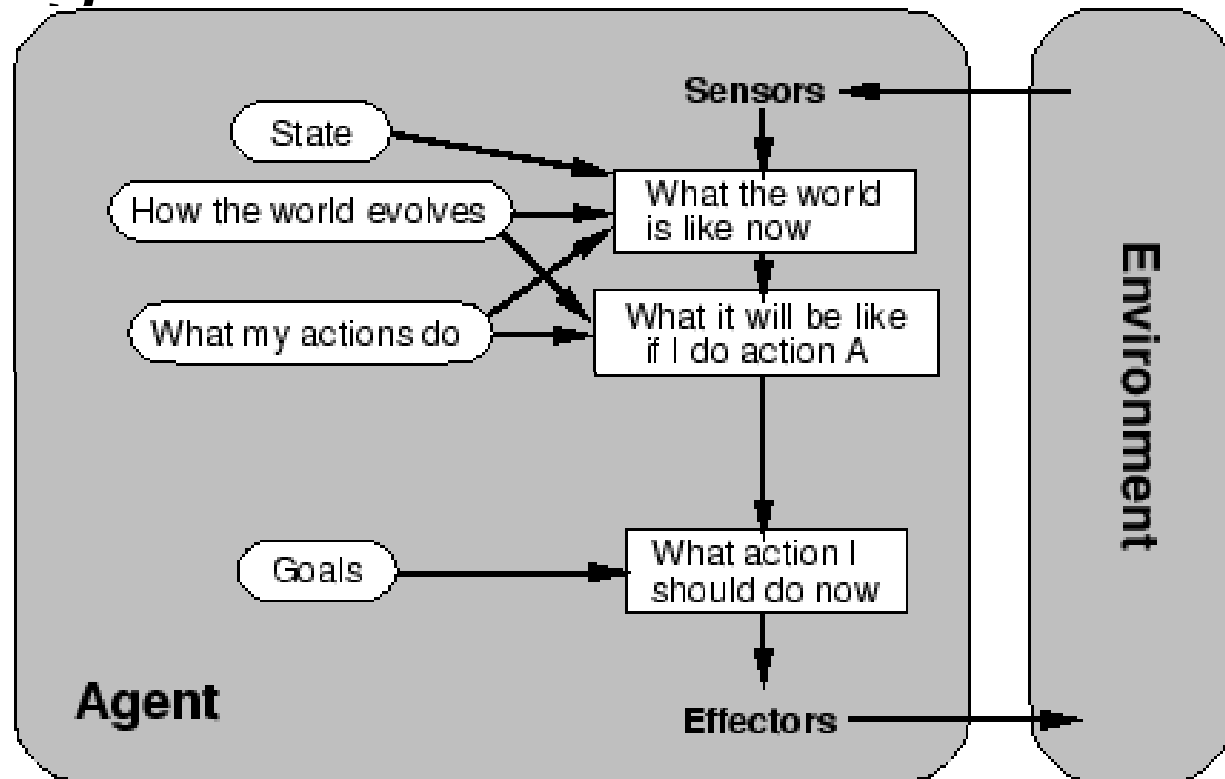 Sensors
State
What the world
is like now
How the world evolves
What it will be like
if I do action A
What my actions do
Environment
What action I
should do now
Goals
Agent
Effectors